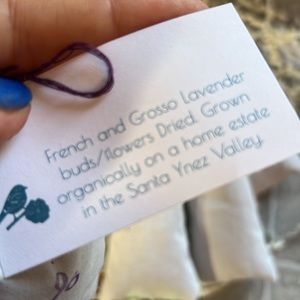 French and Grosso Lavender
buds/flowers Dried. Grown
organically on a home estate
in the Santa Ynez Valley.